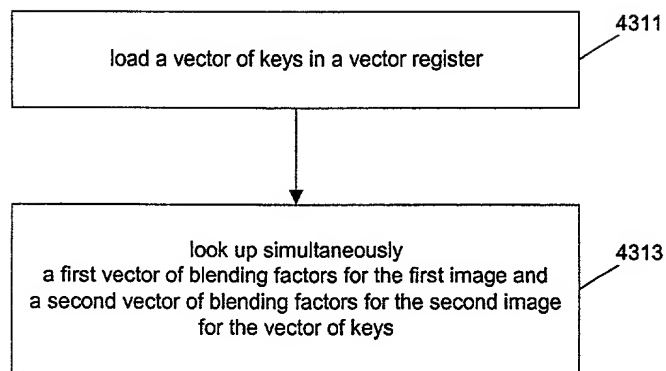 4311
load a vector of keys in a vector register
look up simultaneously
4313
a first vector of blending factors for the first image and
a second vector of blending factors for the second image
for the vector of keys